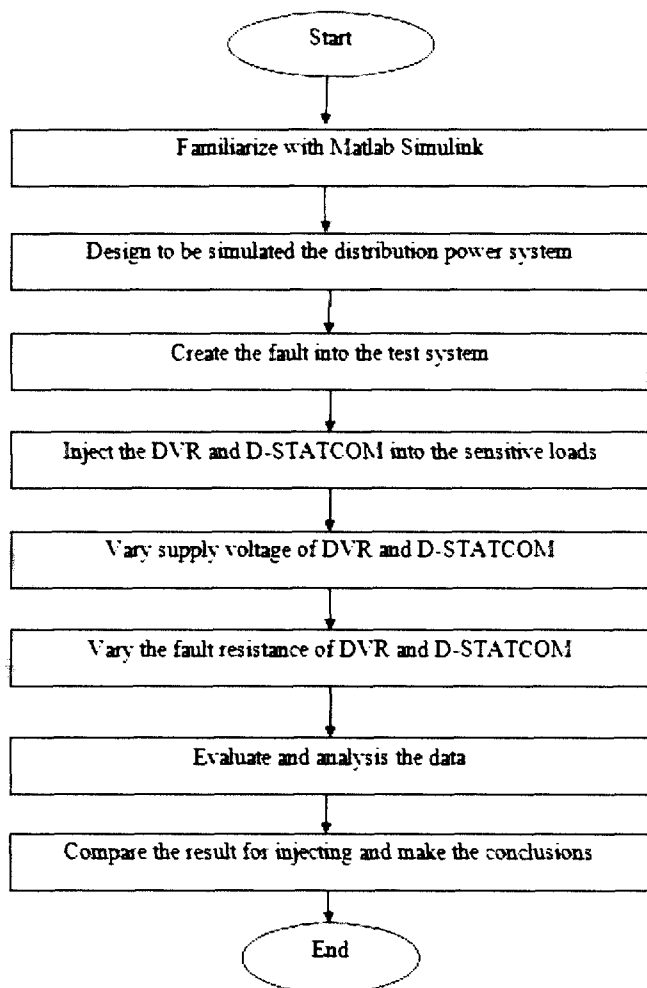 Start
Familiarize with Matlab Simulink
Design to be simulated the distribution power system
Create the fault into the test system
Inject the DVR and D-STATCOM into the sensitive loads
Vary supply voltage of DVR and D-STATCOM
Vary the fault resistance of DVR and D-STATCOM
Evaluate and analysis the data
Compare the result for injecting and make the conclusions
End